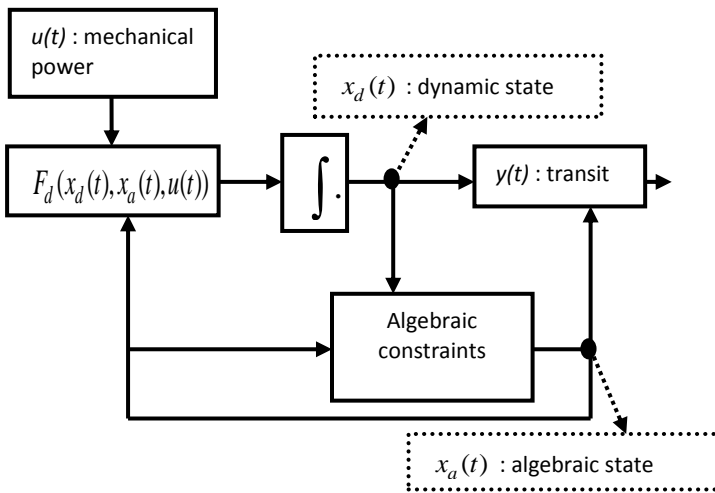 u(t) : mechanical
power
x_d(t) : dynamic state
F_d(x_d(t),x_a(t),u(t))
∫.
y(t) : transit
Algebraic
constraints
x_a(t) : algebraic state